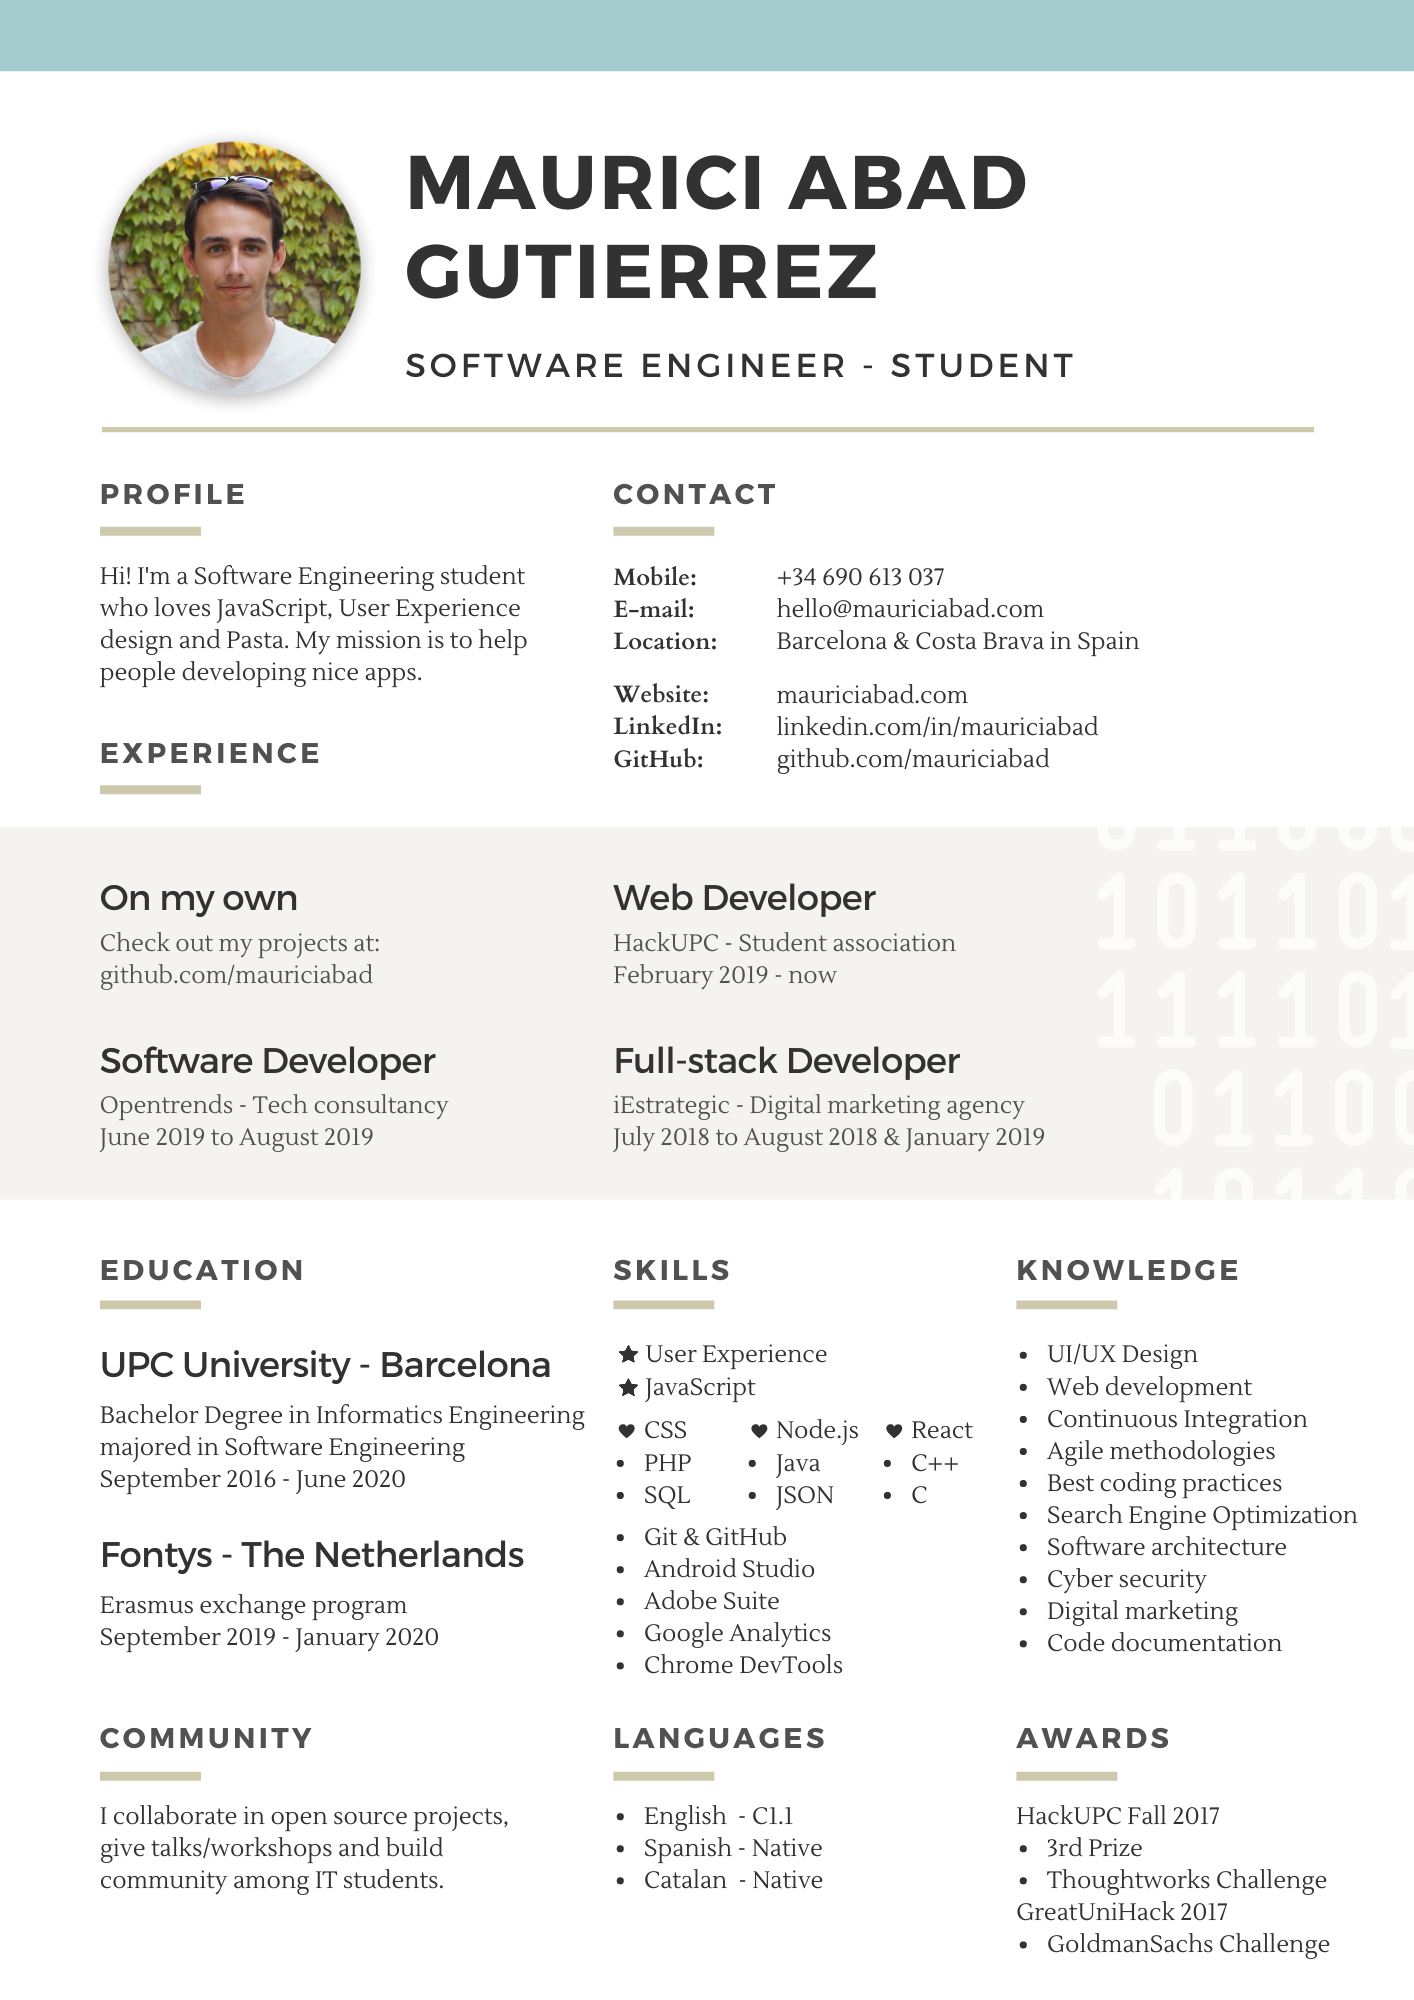 MAURICI ABAD
GUTIERREZ
SOFTWARE ENGINEER - STUDENT
PROFILE
Hi! I'm a Software Engineering student
who loves JavaScript, User Experience
design and Pasta. My mission is to help
people developing nice apps.
CONTACT
Mobile: +34 690 613 037
E-mail: hello@mauriciabad.com
Location: Barcelona & Costa Brava in Spain
Website: mauriciabad.com
LinkedIn: linkedin.com/in/mauriciabad
GitHub: github.com/mauriciabad
EXPERIENCE
On my own
Check out my projects at:
github.com/mauriciabad
Web Developer
HackUPC - Student association
February 2019 - now
Software Developer
Opentrends - Tech consultancy
June 2019 to August 2019
Full-stack Developer
iEstrategic - Digital marketing agency
July 2018 to August 2018 & January 2019
101101
111101
01100
EDUCATION
UPC University - Barcelona
Bachelor Degree in Informatics Engineering
majored in Software Engineering
September 2016 - June 2020
Fontys - The Netherlands
Erasmus exchange program
September 2019 - January 2020
SKILLS
★ User Experience
★ JavaScript
♥ CSS ♥ Node.js ♥ React
• PHP • Java • C++
• SQL • JSON • C
• Git & GitHub
• Android Studio
• Adobe Suite
• Google Analytics
• Chrome DevTools
KNOWLEDGE
• UI/UX Design
• Web development
• Continuous Integration
• Agile methodologies
• Best coding practices
• Search Engine Optimization
• Software architecture
• Cyber security
• Digital marketing
• Code documentation
COMMUNITY
I collaborate in open source projects,
give talks/workshops and build
community among IT students.
LANGUAGES
• English - C1.1
• Spanish - Native
• Catalan - Native
AWARDS
HackUPC Fall 2017
• 3rd Prize
• Thoughtworks Challenge
GreatUniHack 2017
• GoldmanSachs Challenge